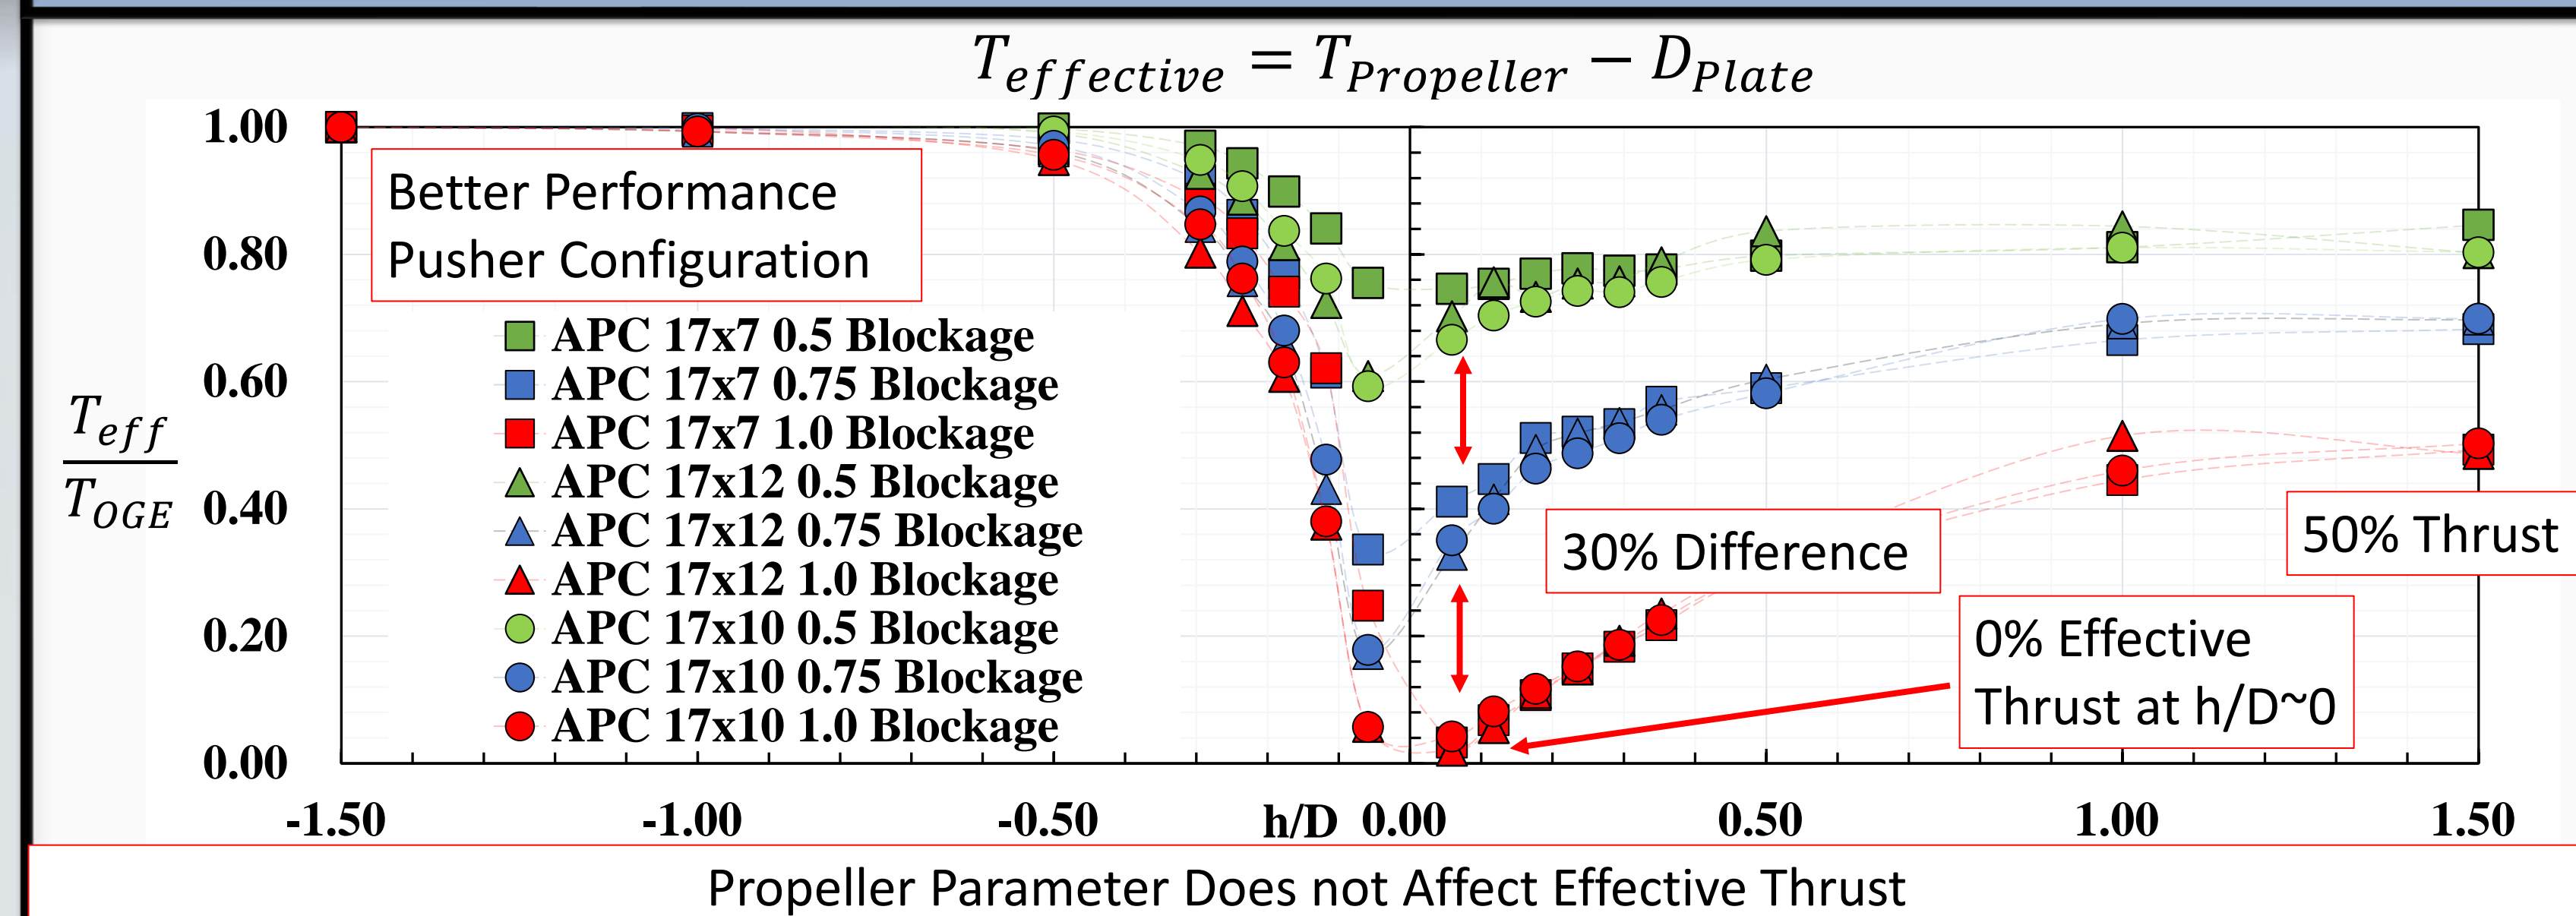 T_effective = T_Propeller − D_Plate
1.00
0.80
0.60
0.40
0.20
0.00
T_eff
T_OGE
Better Performance
Pusher Configuration
APC 17x7 0.5 Blockage
APC 17x7 0.75 Blockage
APC 17x7 1.0 Blockage
APC 17x12 0.5 Blockage
APC 17x12 0.75 Blockage
APC 17x12 1.0 Blockage
APC 17x10 0.5 Blockage
APC 17x10 0.75 Blockage
APC 17x10 1.0 Blockage
30% Difference
50% Thrust
0% Effective
Thrust at h/D~0
-1.50 -1.00 -0.50 h/D 0.00 0.50 1.00 1.50
Propeller Parameter Does not Affect Effective Thrust